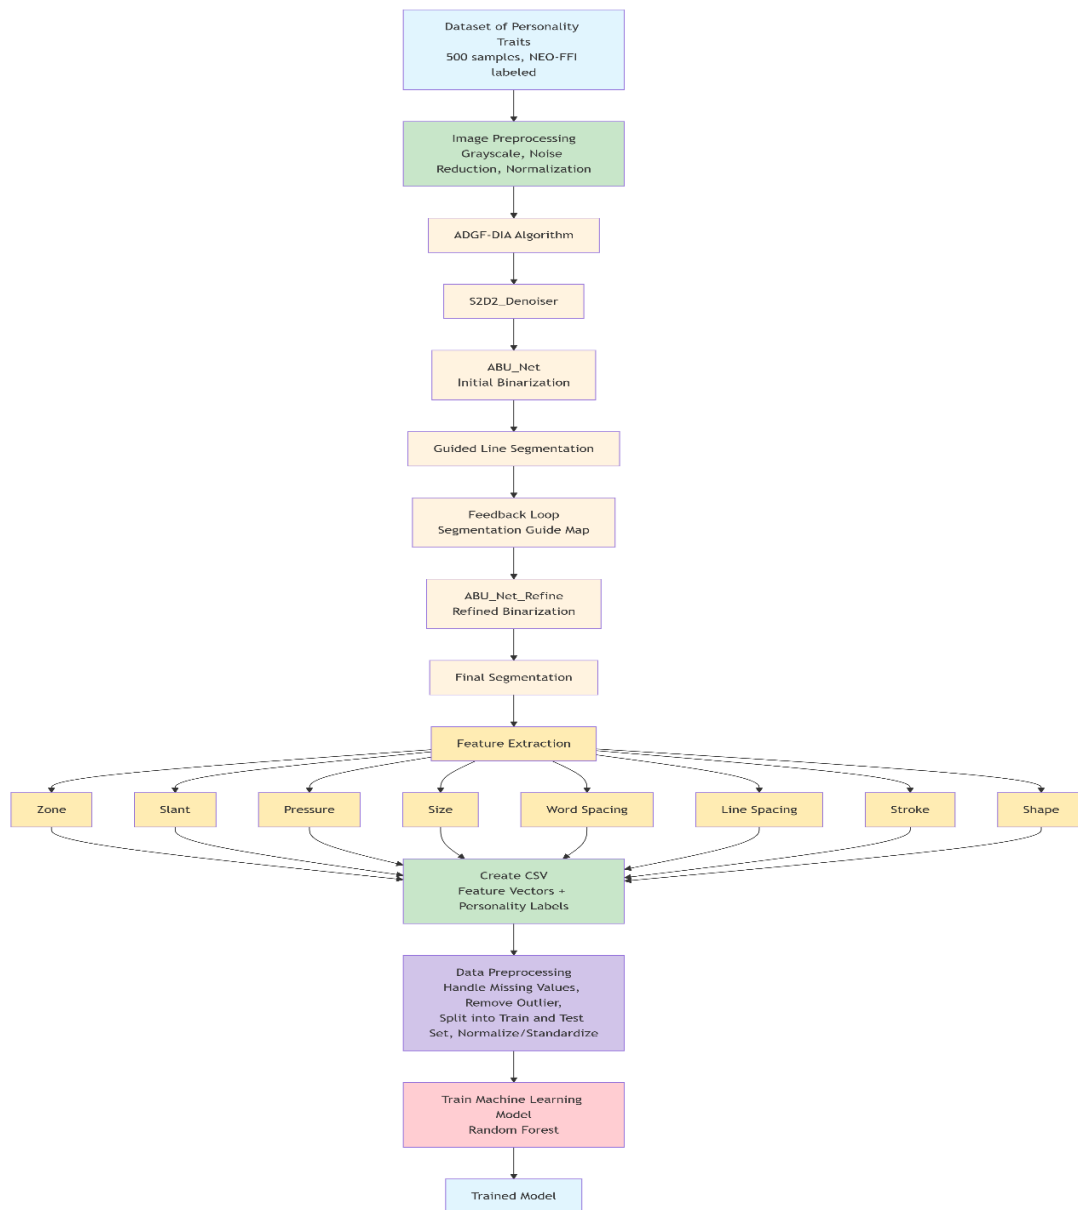 Dataset of Personality
Traits
500 samples, NEO-FFI
labeled
Image Preprocessing
Grayscale, Noise
Reduction, Normalization
ADGF-DIA Algorithm
S2D2_Denoiser
ABU_Net
Initial Binarization
Guided Line Segmentation
Feedback Loop
Segmentation Guide Map
ABU_Net_Refine
Refined Binarization
Final Segmentation
Feature Extraction
Zone
Slant
Pressure
Size
Word Spacing
Line Spacing
Stroke
Shape
Create CSV
Feature Vectors +
Personality Labels
Data Preprocessing
Handle Missing Values,
Remove Outlier,
Split into Train and Test
Set, Normalize/Standardize
Train Machine Learning
Model
Random Forest
Trained Model